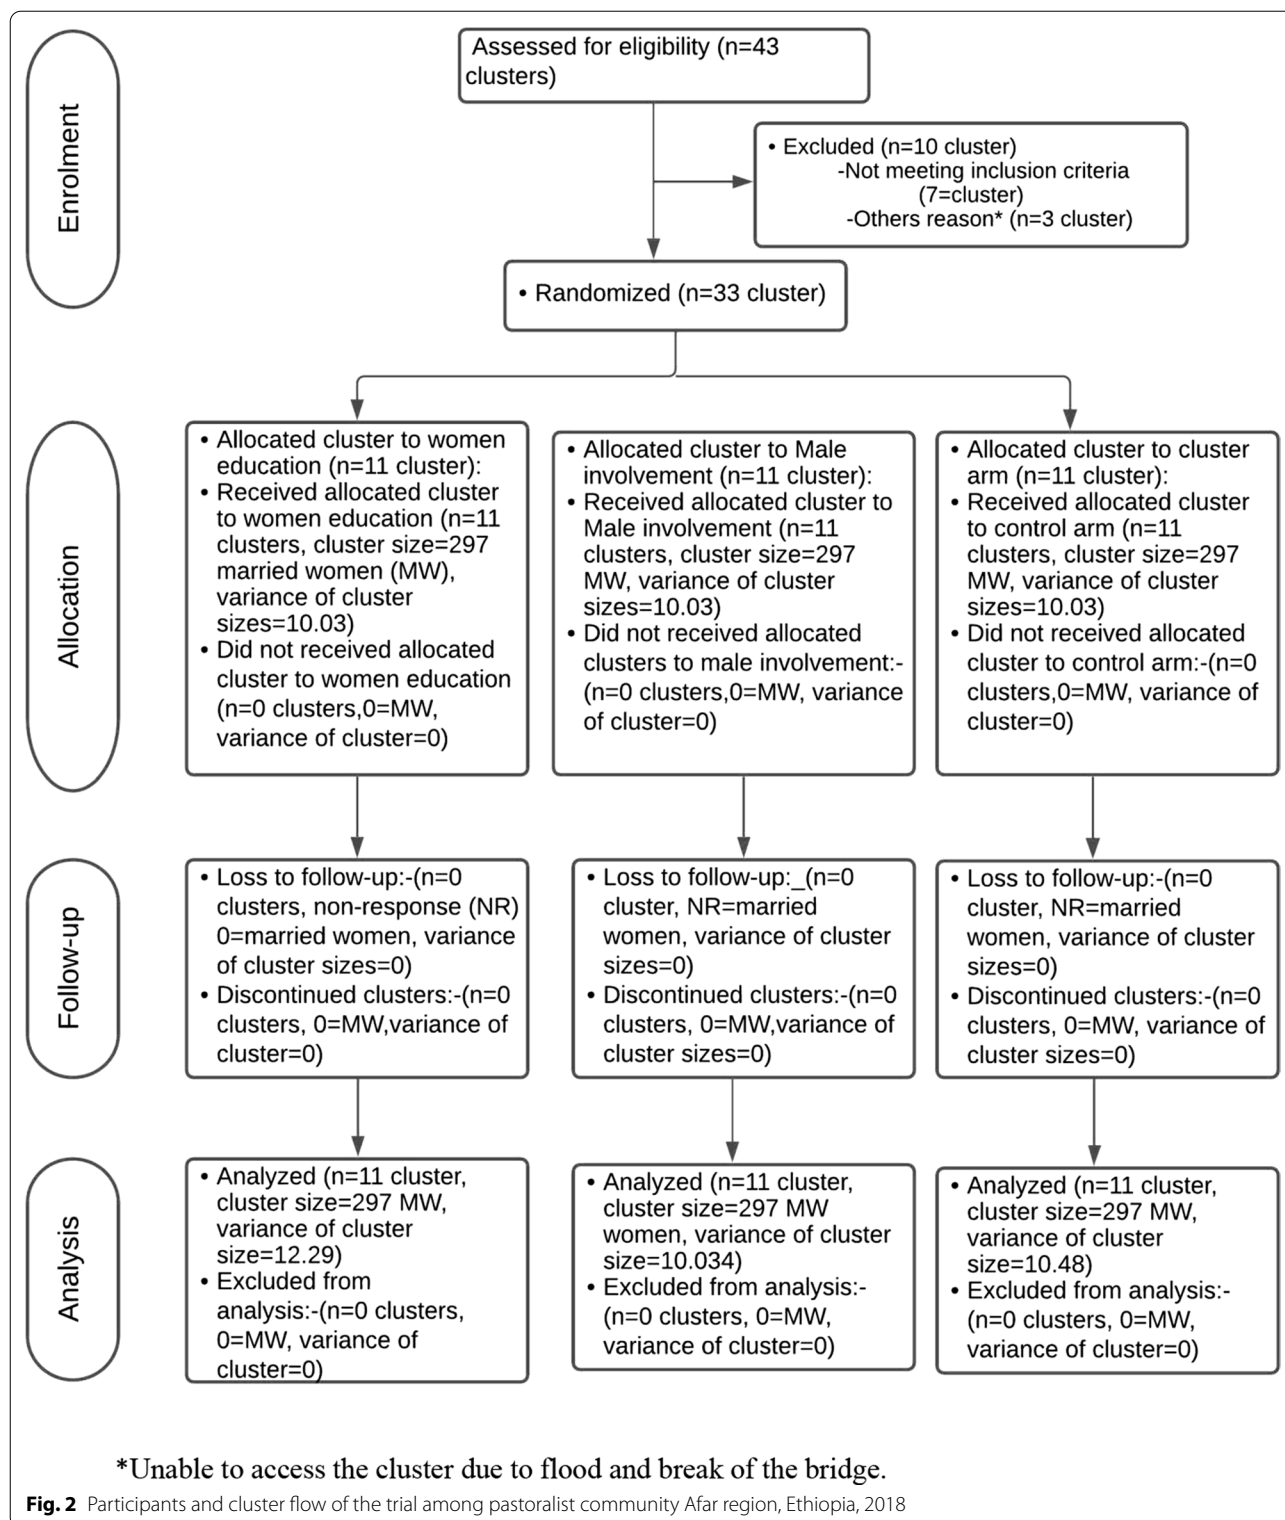 Enrolment
Assessed for eligibility (n=43
clusters)
• Excluded (n=10 cluster)
-Not meeting inclusion criteria
(7=cluster)
-Others reason* (n=3 cluster)
• Randomized (n=33 cluster)
Allocation
• Allocated cluster to women
education (n=11 cluster):
• Received allocated cluster
to women education (n=11
clusters, cluster size=297
married women (MW),
variance of cluster
sizes=10.03)
• Did not received allocated
cluster to women education
(n=0 clusters,0=MW,
variance of cluster=0)
• Allocated cluster to Male
involvement (n=11 cluster):
• Received allocated cluster to
Male involvement (n=11
clusters, cluster size=297
MW, variance of cluster
sizes=10.03)
• Did not received allocated
clusters to male involvement:-
(n=0 clusters,0=MW, variance
of cluster=0)
• Allocated cluster to cluster
arm (n=11 cluster):
• Received allocated cluster
to control arm (n=11
clusters, cluster size=297
MW, variance of cluster
sizes=10.03)
• Did not received allocated
cluster to control arm:-(n=0
clusters,0=MW, variance of
cluster=0)
Follow-up
• Loss to follow-up:-(n=0
clusters, non-response (NR)
0=married women, variance
of cluster sizes=0)
• Discontinued clusters:-(n=0
clusters, 0=MW,variance of
cluster=0)
• Loss to follow-up:_(n=0
cluster, NR=married
women, variance of cluster
sizes=0)
• Discontinued clusters:-(n=0
clusters, 0=MW,variance of
cluster sizes=0)
• Loss to follow-up:-(n=0
cluster, NR=married
women, variance of cluster
sizes=0)
• Discontinued clusters:-(n=0
clusters, 0=MW, variance of
cluster sizes=0)
Analysis
• Analyzed (n=11 cluster,
cluster size=297 MW,
variance of cluster
size=12.29)
• Excluded from
analysis:-(n=0 clusters,
0=MW, variance of
cluster=0)
• Analyzed (n=11 cluster,
cluster size=297 MW
women, variance of cluster
size=10.034)
• Excluded from analysis:-
(n=0 clusters, 0=MW,
variance of cluster=0)
• Analyzed (n=11 cluster,
cluster size=297 MW,
variance of cluster
size=10.48)
• Excluded from analysis:-
(n=0 clusters, 0=MW,
variance of cluster=0)
*Unable to access the cluster due to flood and break of the bridge.
Fig. 2 Participants and cluster flow of the trial among pastoralist community Afar region, Ethiopia, 2018